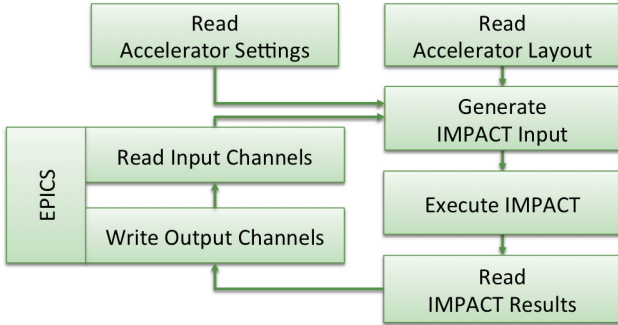 Read
Accelerator Settings
Read
Accelerator Layout
Generate
IMPACT Input
EPICS
Read Input Channels
Execute IMPACT
Write Output Channels
Read
IMPACT Results